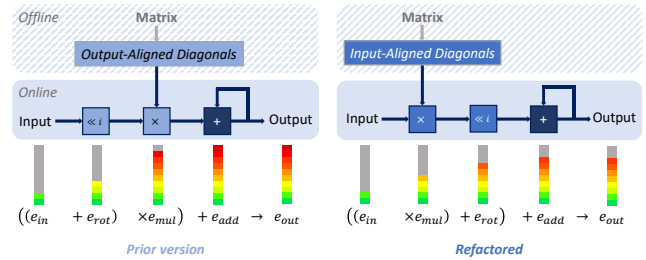 Offline
Matrix
Output-Aligned Diagonals
Online
Input
≪ i
×
+
Output
((e_in + e_rot) ×e_mul) + e_add → e_out
Prior version
Matrix
Input-Aligned Diagonals
Input
×
≪ i
+
Output
((e_in ×e_mul) + e_rot) + e_add → e_out
Refactored